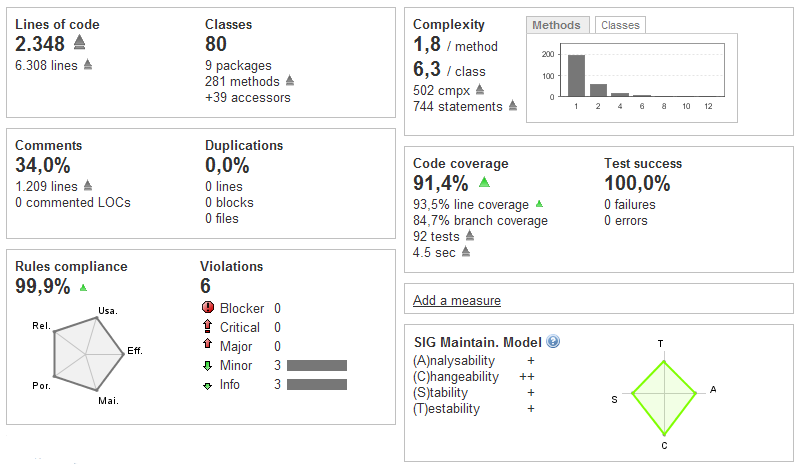 Lines of code
2.348
6.308 lines
Classes
80
9 packages
281 methods
+39 accessors
Comments
34,0%
1.209 lines
0 commented LOCs
Duplications
0,0%
0 lines
0 blocks
0 files
Rules compliance
99,9%
Usa.
Rel.
Eff.
Por.
Mai.
Violations
6
Blocker 0
Critical 0
Major 0
Minor 3
Info 3
Complexity
1,8 / method
6,3 / class
502 cmpx
744 statements
Methods Classes
200
100
0
1 2 4 6 8 10 12
Code coverage
91,4%
93,5% line coverage
84,7% branch coverage
92 tests
4.5 sec
Test success
100,0%
0 failures
0 errors
Add a measure
SIG Maintain. Model ?
(A)nalysability +
(C)hangeability ++
(S)tability +
(T)estability +
T
S A
C